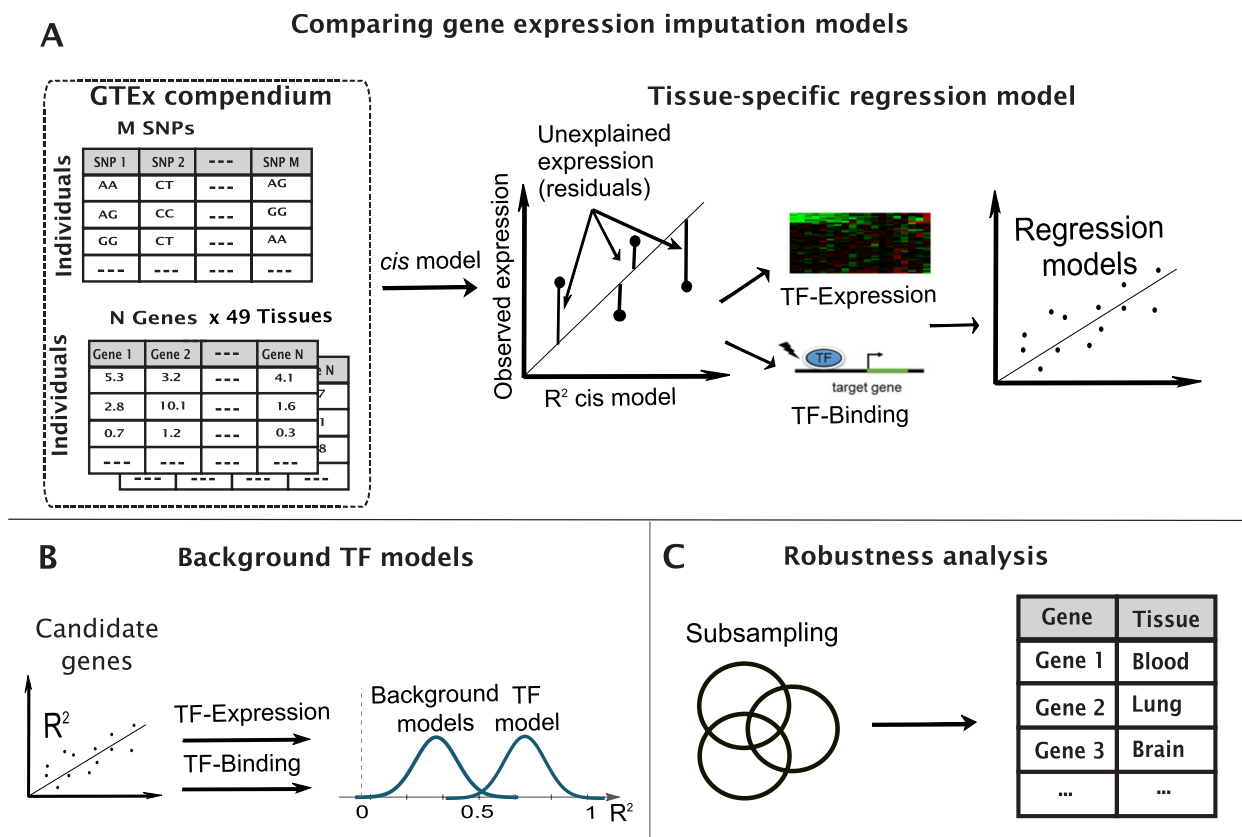 Comparing gene expression imputation models
A
GTEx compendium
M SNPs
Individuals
SNP 1 SNP 2 --- SNP M
AA CT --- AG
AG CC --- GG
GG CT --- AA
--- --- --- ---
N Genes x 49 Tissues
Individuals
Gene 1 Gene 2 --- Gene N
5.3 3.2 --- 4.1
2.8 10.1 --- 1.6
0.7 1.2 --- 0.3
--- --- --- ---
e N
7
1
8
--- --- --- ---
cis model
Tissue-specific regression model
Unexplained
expression
(residuals)
Observed expression
R² cis model
TF-Expression
TF
target gene
TF-Binding
Regression
models
B
Background TF models
Candidate
genes
R²
TF-Expression
TF-Binding
Background
models
TF
model
0 0.5 1 R²
C
Robustness analysis
Subsampling
Gene Tissue
Gene 1 Blood
Gene 2 Lung
Gene 3 Brain
... ...